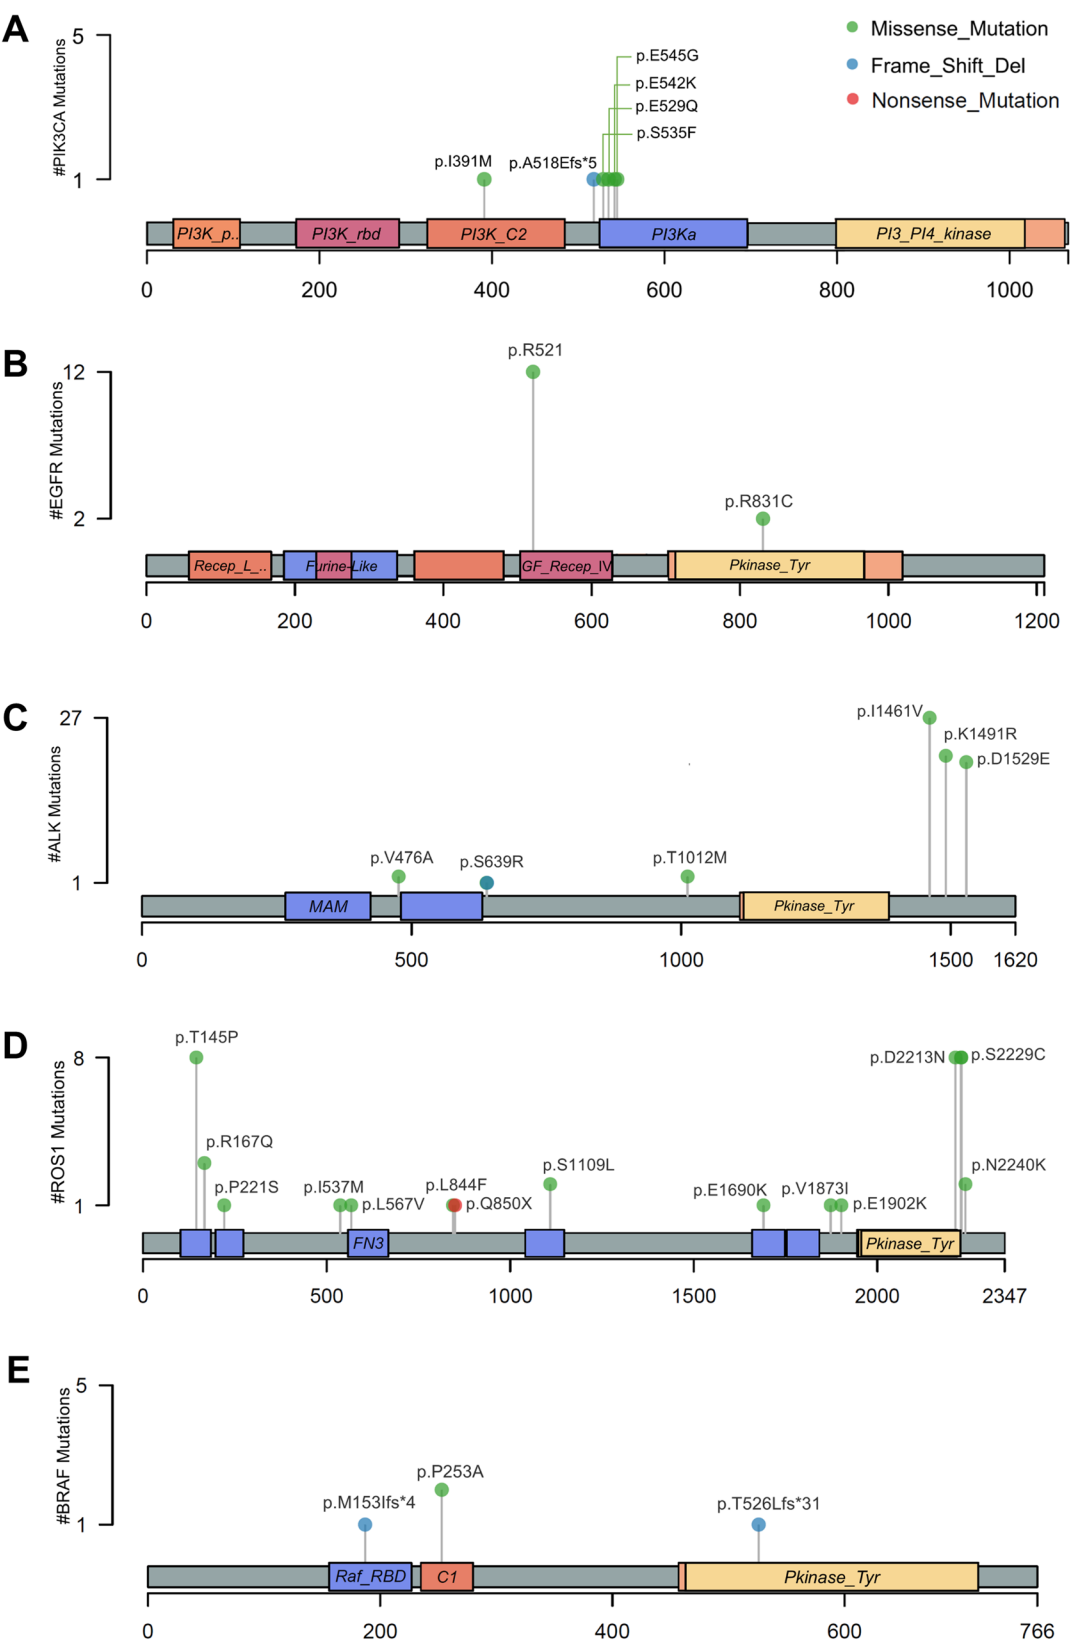 A
5
1
#PIK3CA Mutations
Missense_Mutation
Frame_Shift_Del
Nonsense_Mutation
p.E545G
p.E542K
p.E529Q
p.S535F
p.I391M
p.A518Efs*5
PI3K_p..
PI3K_rbd
PI3K_C2
PI3Ka
PI3_PI4_kinase
0 200 400 600 800 1000
B
12
2
#EGFR Mutations
p.R521
p.R831C
Recep_L_..
Furine-Like
GF_Recep_IV
Pkinase_Tyr
0 200 400 600 800 1000 1200
C
27
1
#ALK Mutations
p.I1461V
p.K1491R
p.D1529E
p.V476A
p.S639R
p.T1012M
MAM
Pkinase_Tyr
0 500 1000 1500 1620
D
8
1
#ROS1 Mutations
p.T145P
p.D2213N
p.S2229C
p.R167Q
p.S1109L
p.N2240K
p.P221S
p.I537M
p.L567V
p.L844F
p.Q850X
p.E1690K
p.V1873I
p.E1902K
FN3
Pkinase_Tyr
0 500 1000 1500 2000 2347
E
5
1
#BRAF Mutations
p.P253A
p.M153Ifs*4
p.T526Lfs*31
Raf_RBD
C1
Pkinase_Tyr
0 200 400 600 766